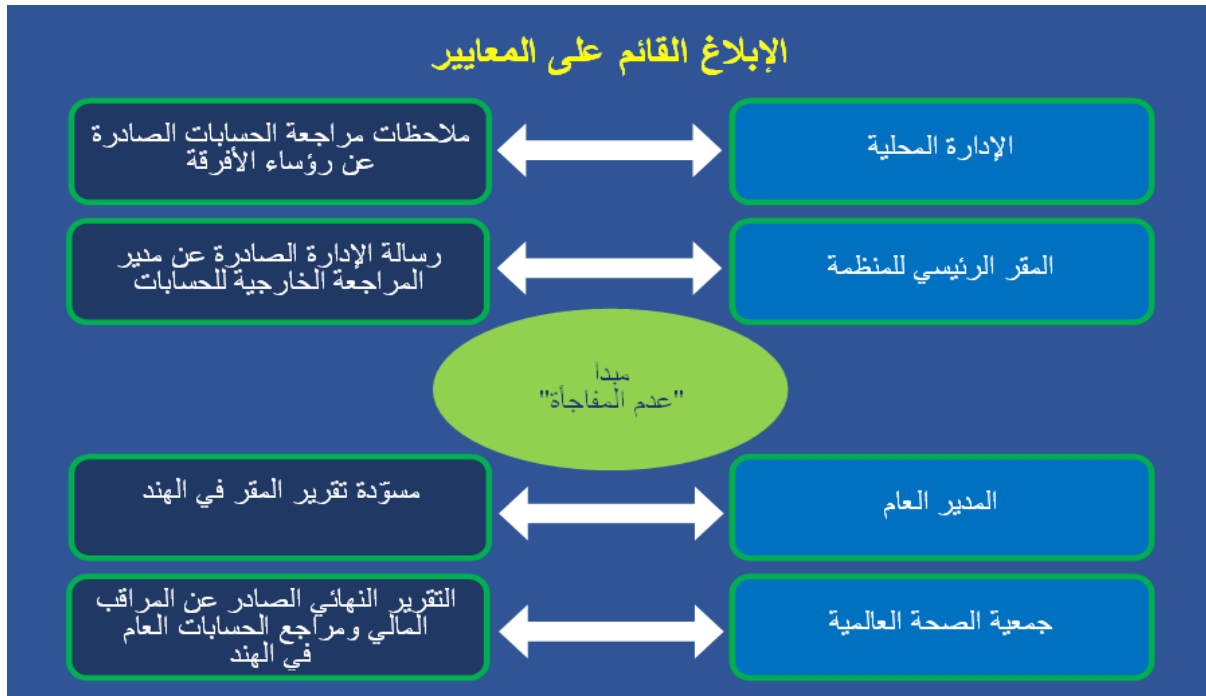 الإبلاغ القائم على المعايير
الإدارة المحلية
ملاحظات مراجعة الحسابات الصادرة
عن رؤساء الأفرقة
المقر الرئيسي للمنظمة
رسالة الإدارة الصادرة عن مدير
المراجعة الخارجية للحسابات
مبدأ
"عدم المفاجأة"
المدير العام
مسوّدة تقرير المقر في الهند
جمعية الصحة العالمية
التقرير النهائي الصادر عن المراقب
المالي ومراجع الحسابات العام
في الهند